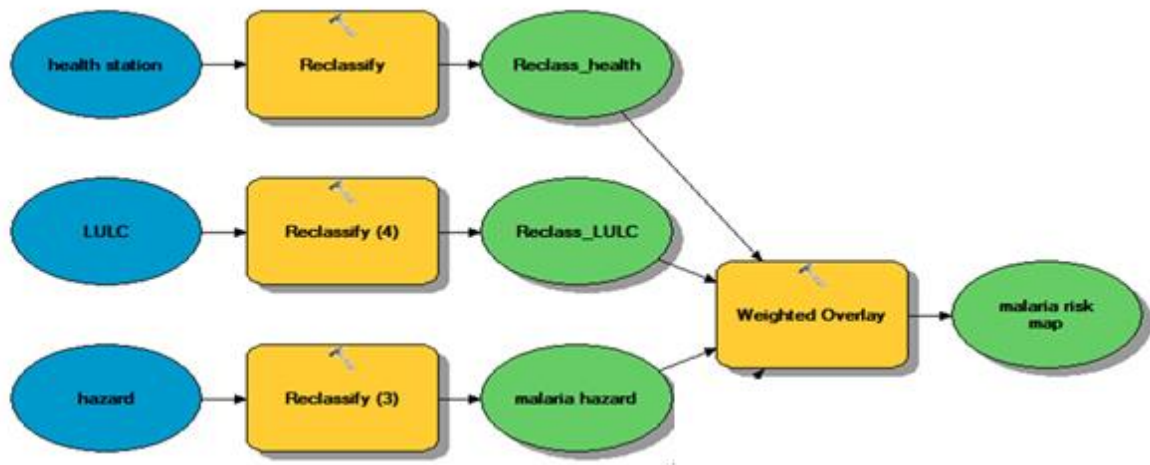 health station
Reclassify
Reclass_health
LULC
Reclassify (4)
Reclass_LULC
Weighted Overlay
malaria risk
map
hazard
Reclassify (3)
malaria hazard